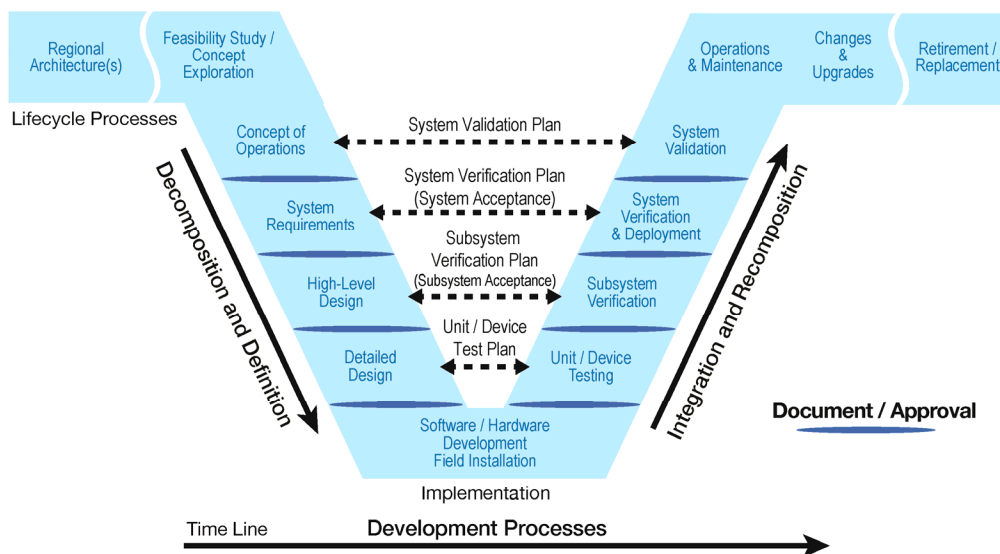 Regional
Architecture(s)
Feasibility Study /
Concept
Exploration
Operations
& Maintenance
Changes
&
Upgrades
Retirement /
Replacement
Lifecycle Processes
Concept of
Operations
System Validation Plan
System
Validation
System Verification Plan
(System Acceptance)
System
Requirements
System
Verification
& Deployment
Subsystem
Verification Plan
(Subsystem Acceptance)
High-Level
Design
Subsystem
Verification
Unit / Device
Test Plan
Detailed
Design
Unit / Device
Testing
Decomposition and Definition
Integration and Recomposition
Software / Hardware
Development
Field Installation
Document / Approval
Implementation
Time Line
Development Processes